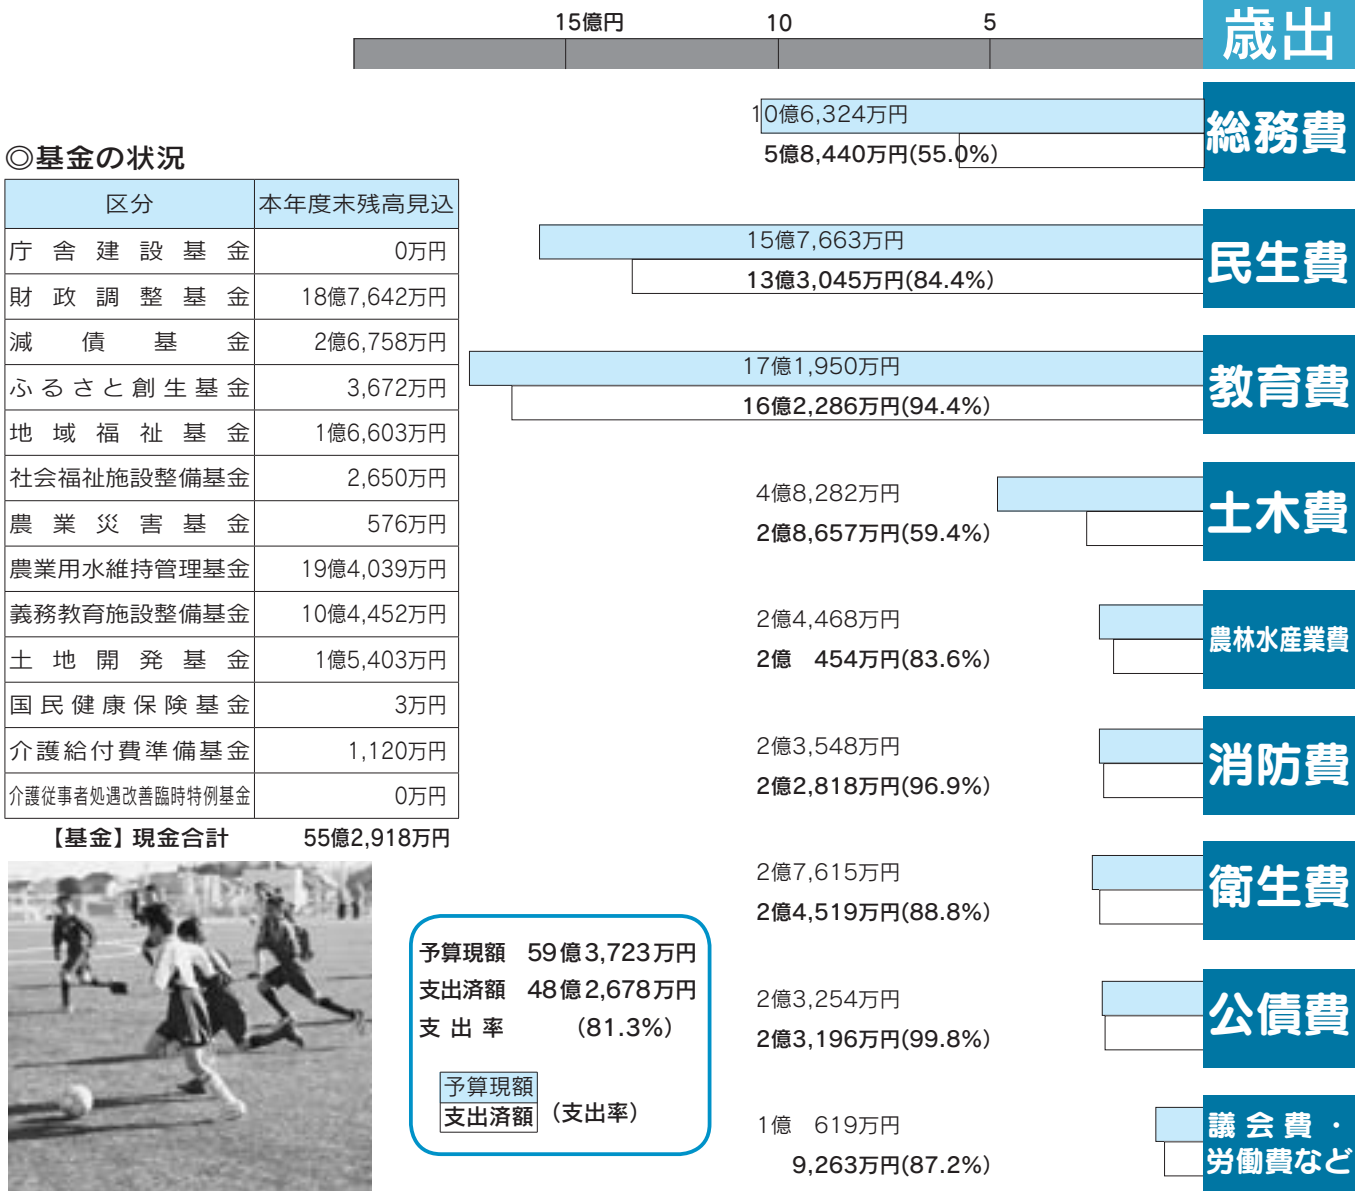 15億円 10 5
歳出
10億6,324万円
5億8,440万円(55.0%)
総務費
15億7,663万円
13億3,045万円(84.4%)
民生費
17億1,950万円
16億2,286万円(94.4%)
教育費
4億8,282万円
2億8,657万円(59.4%)
土木費
2億4,468万円
2億　454万円(83.6%)
農林水産業費
2億3,548万円
2億2,818万円(96.9%)
消防費
2億7,615万円
2億4,519万円(88.8%)
衛生費
2億3,254万円
2億3,196万円(99.8%)
公債費
1億　619万円
9,263万円(87.2%)
議会費・
労働費など
◎基金の状況
区分 本年度末残高見込
庁舎建設基金 0万円
財政調整基金 18億7,642万円
減債基金 2億6,758万円
ふるさと創生基金 3,672万円
地域福祉基金 1億6,603万円
社会福祉施設整備基金 2,650万円
農業災害基金 576万円
農業用水維持管理基金 19億4,039万円
義務教育施設整備基金 10億4,452万円
土地開発基金 1億5,403万円
国民健康保険基金 3万円
介護給付費準備基金 1,120万円
介護従事者処遇改善臨時特例基金 0万円
【基金】現金合計 55億2,918万円
予算現額 59億3,723万円
支出済額 48億2,678万円
支出率 (81.3%)
予算現額
支出済額 (支出率)